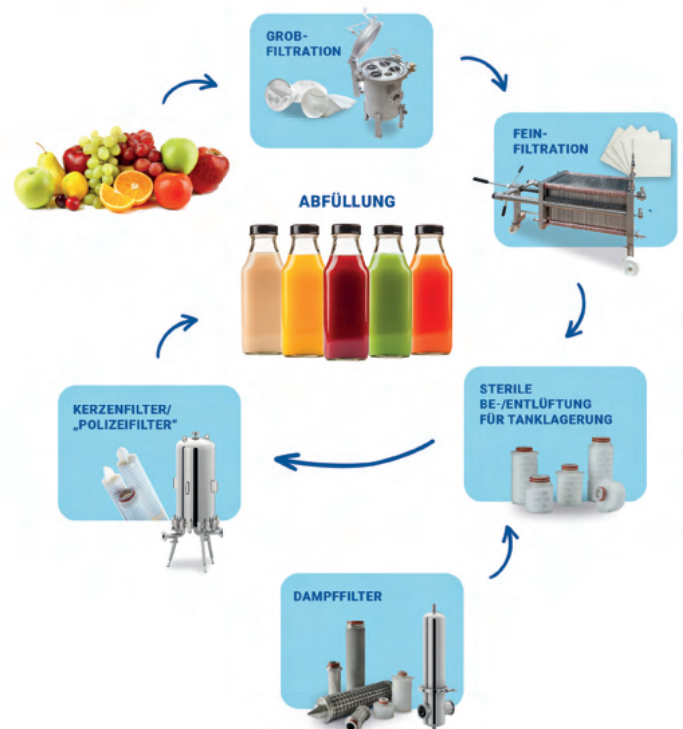 GROB-
FILTRATION
FEIN-
FILTRATION
ABFÜLLUNG
STERILE
BE-/ENTLÜFTUNG
FÜR TANKLAGERUNG
KERZENFILTER/
„POLIZEIFILTER“
DAMPFFILTER